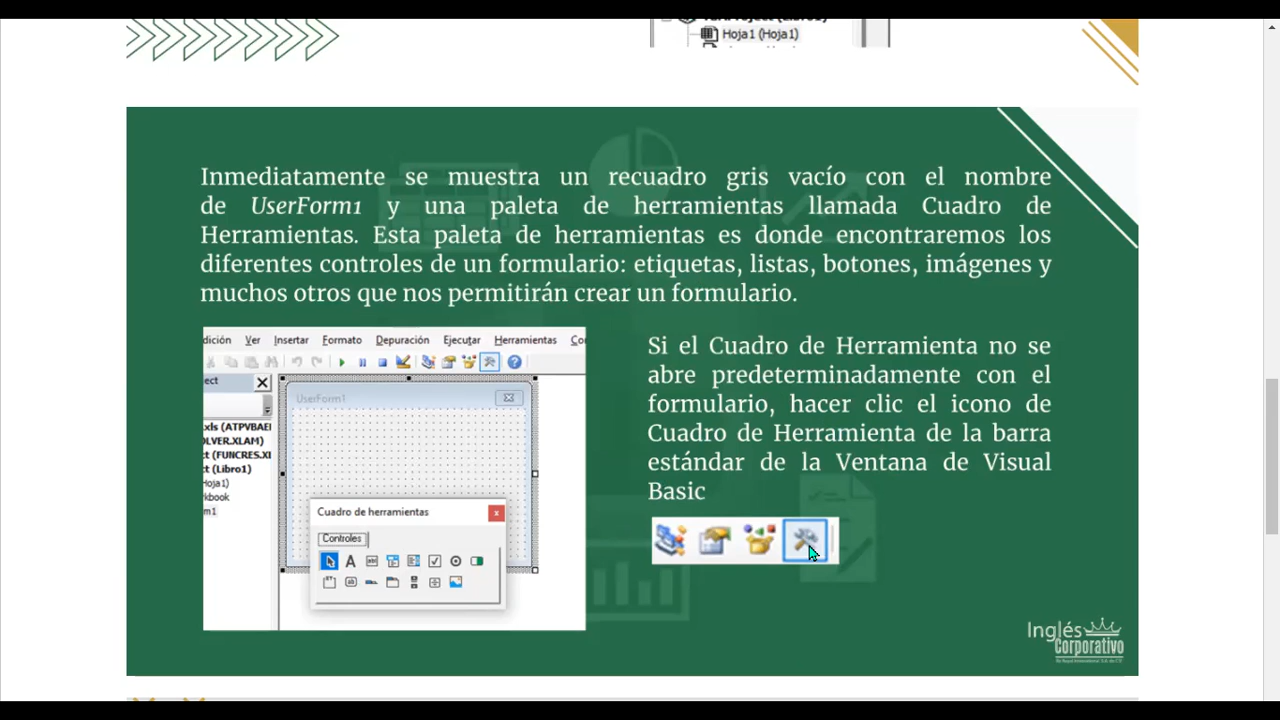 Hoja1 (Hoja1)
Inmediatamente se muestra un recuadro gris vacío con el nombre
de UserForm1 y una paleta de herramientas llamada Cuadro de
Herramientas. Esta paleta de herramientas es donde encontraremos los
diferentes controles de un formulario: etiquetas, listas, botones, imágenes y
muchos otros que nos permitirán crear un formulario.
dición Ver Insertar Formato Depuración Ejecutar Herramientas Co
ect
UserForm1
.xls (ATPVBAE
OLVER.XLAM)
ct (FUNCRES.XL
ct (Libro1)
Hoja1)
kbook
m1
Cuadro de herramientas
Controles
Si el Cuadro de Herramienta no se
abre predeterminadamente con el
formulario, hacer clic el icono de
Cuadro de Herramienta de la barra
estándar de la Ventana de Visual
Basic
Inglés
Corporativo